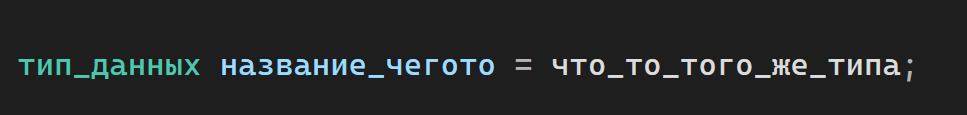 тип_данных название_чегото = что_то_того_же_типа;